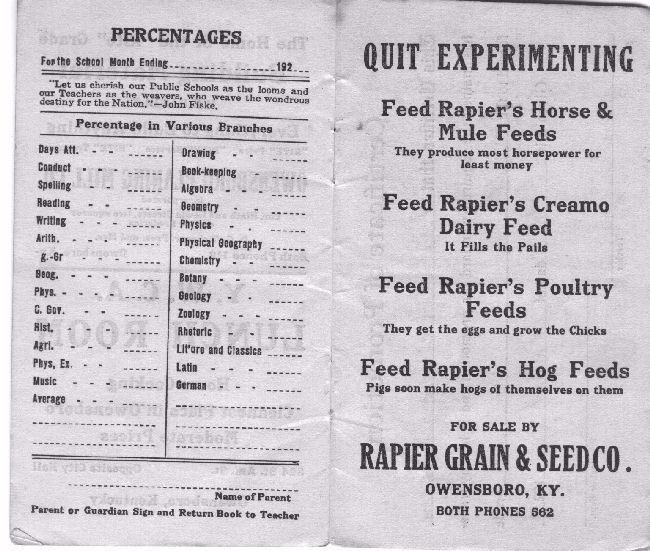 PERCENTAGES
For the School Month Ending 192
"Let us cherish our Public Schools as the looms and
our Teachers as the weavers, who weave the wondrous
destiny for the Nation."—John Fiske.
Percentage in Various Branches
Days Att.
Conduct
Spelling
Reading
Writing
Arith.
g.-Gr
Geog.
Phys.
C. Gov.
Hist.
Agri.
Phys, Ex.
Music
Average
Drawing
Book-keeping
Algebra
Geometry
Physics
Physical Geography
Chemistry
Botany
Geology
Zoology
Rhetoric
Lit'ure and Classics
Latin
German
Name of Parent
Parent or Guardian Sign and Return Book to Teacher
QUIT EXPERIMENTING
Feed Rapier's Horse &
Mule Feeds
They produce most horsepower for
least money
Feed Rapier's Creamo
Dairy Feed
It Fills the Pails
Feed Rapier's Poultry
Feeds
They get the eggs and grow the Chicks
Feed Rapier's Hog Feeds
Pigs soon make hogs of themselves on them
FOR SALE BY
RAPIER GRAIN & SEED CO.
OWENSBORO, KY.
BOTH PHONES 562